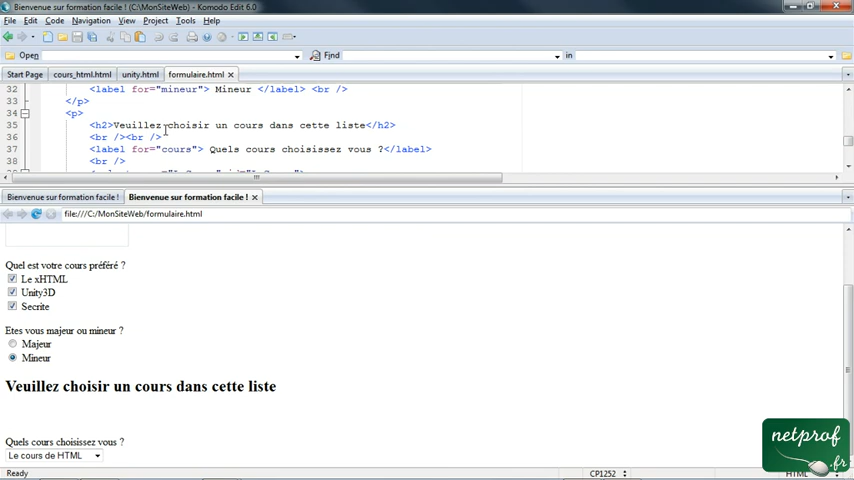 formulaire.html (C:\MonSiteWeb) - Komodo Edit 6.0
File Edit Code Navigation View Project Tools Help
Open Find in
Start Page cours_html.html unity.html formulaire.html
32 <label for="mineur"> Mineur </label> <br />
33 </p>
34 <p>
35 <h2>Veuillez choisir un cours dans cette liste</h2>
36 <br /><br />
37 <label for="cours"> Quels cours choisissez vous ?</label>
38 <br />
Bienvenue sur formation facile ! Bienvenue sur formation facile !
file:///C:/MonSiteWeb/formulaire.html
Quel est votre cours préféré ?
Le xHTML
Unity3D
Secrite
Etes vous majeur ou mineur ?
Majeur
Mineur
Veuillez choisir un cours dans cette liste
Quels cours choisissez vous ?
Le cours de HTML
netprof
.fr
Ready CP1252 HTML